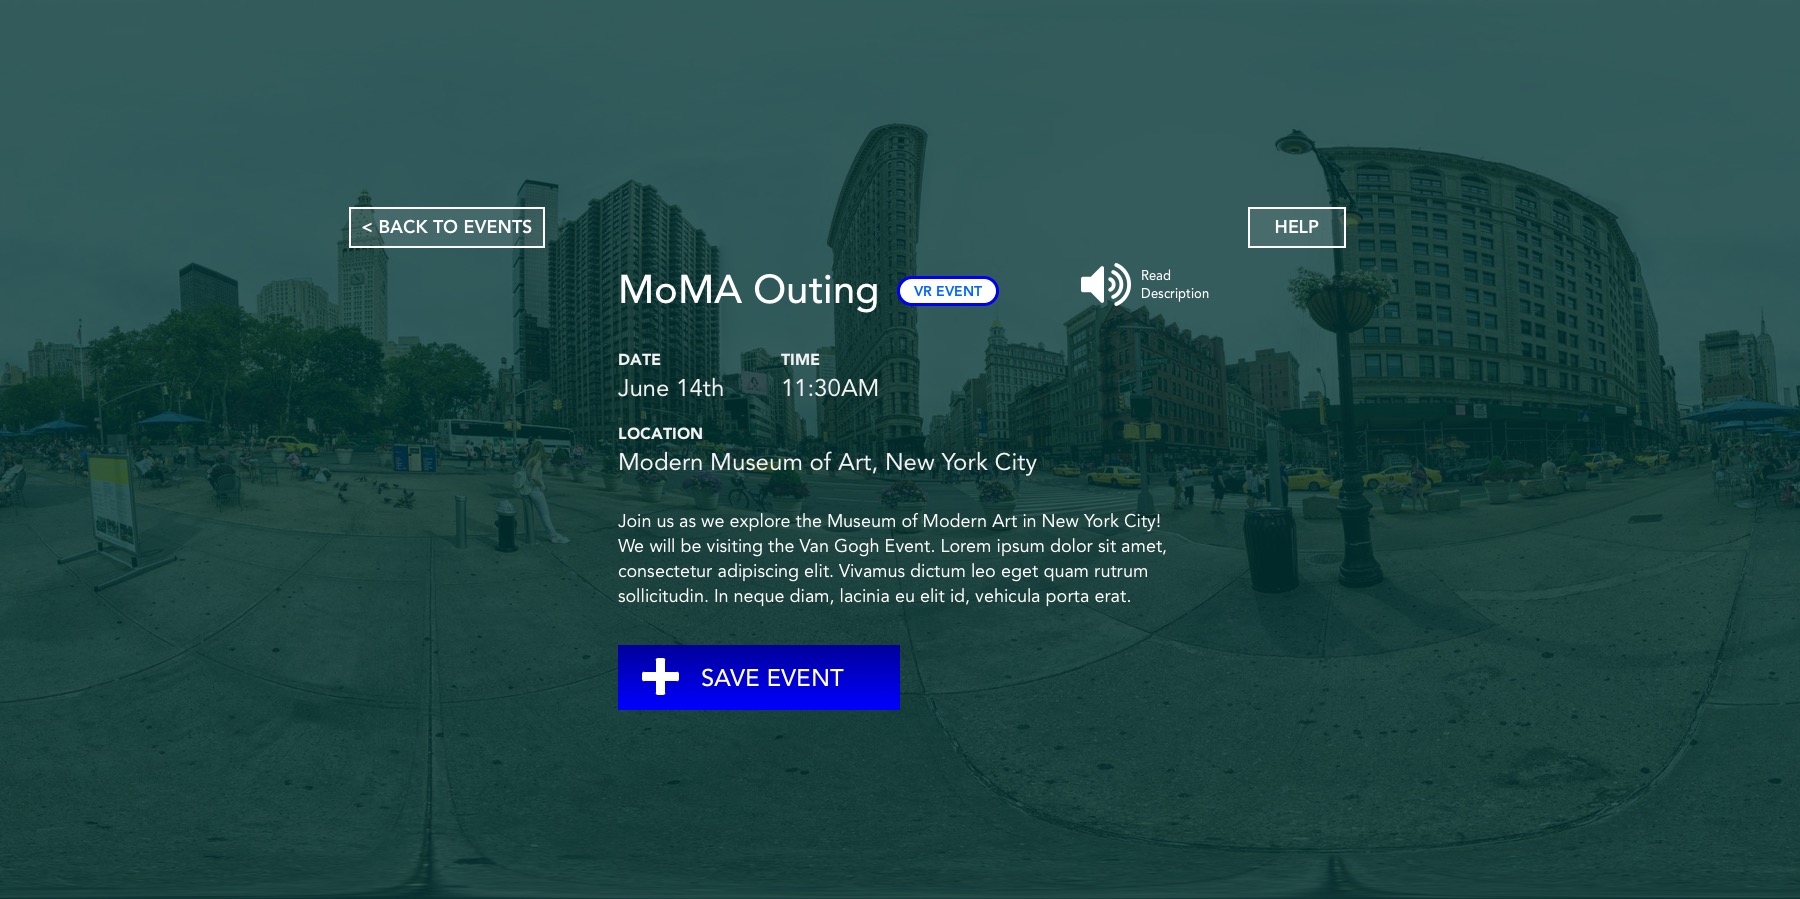 < BACK TO EVENTS
HELP
MoMA Outing
VR EVENT
Read
Description
DATE
TIME
June 14th
11:30AM
LOCATION
Modern Museum of Art, New York City
Join us as we explore the Museum of Modern Art in New York City!
We will be visiting the Van Gogh Event. Lorem ipsum dolor sit amet,
consectetur adipiscing elit. Vivamus dictum leo eget quam rutrum
sollicitudin. In neque diam, lacinia eu elit id, vehicula porta erat.
SAVE EVENT